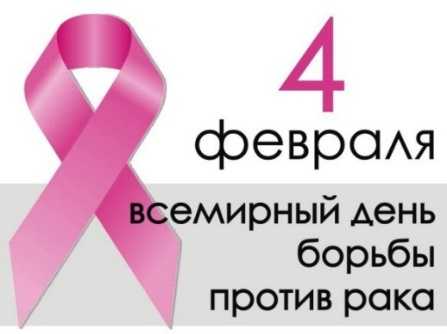 4
февраля
всемирный день
борьбы
против рака